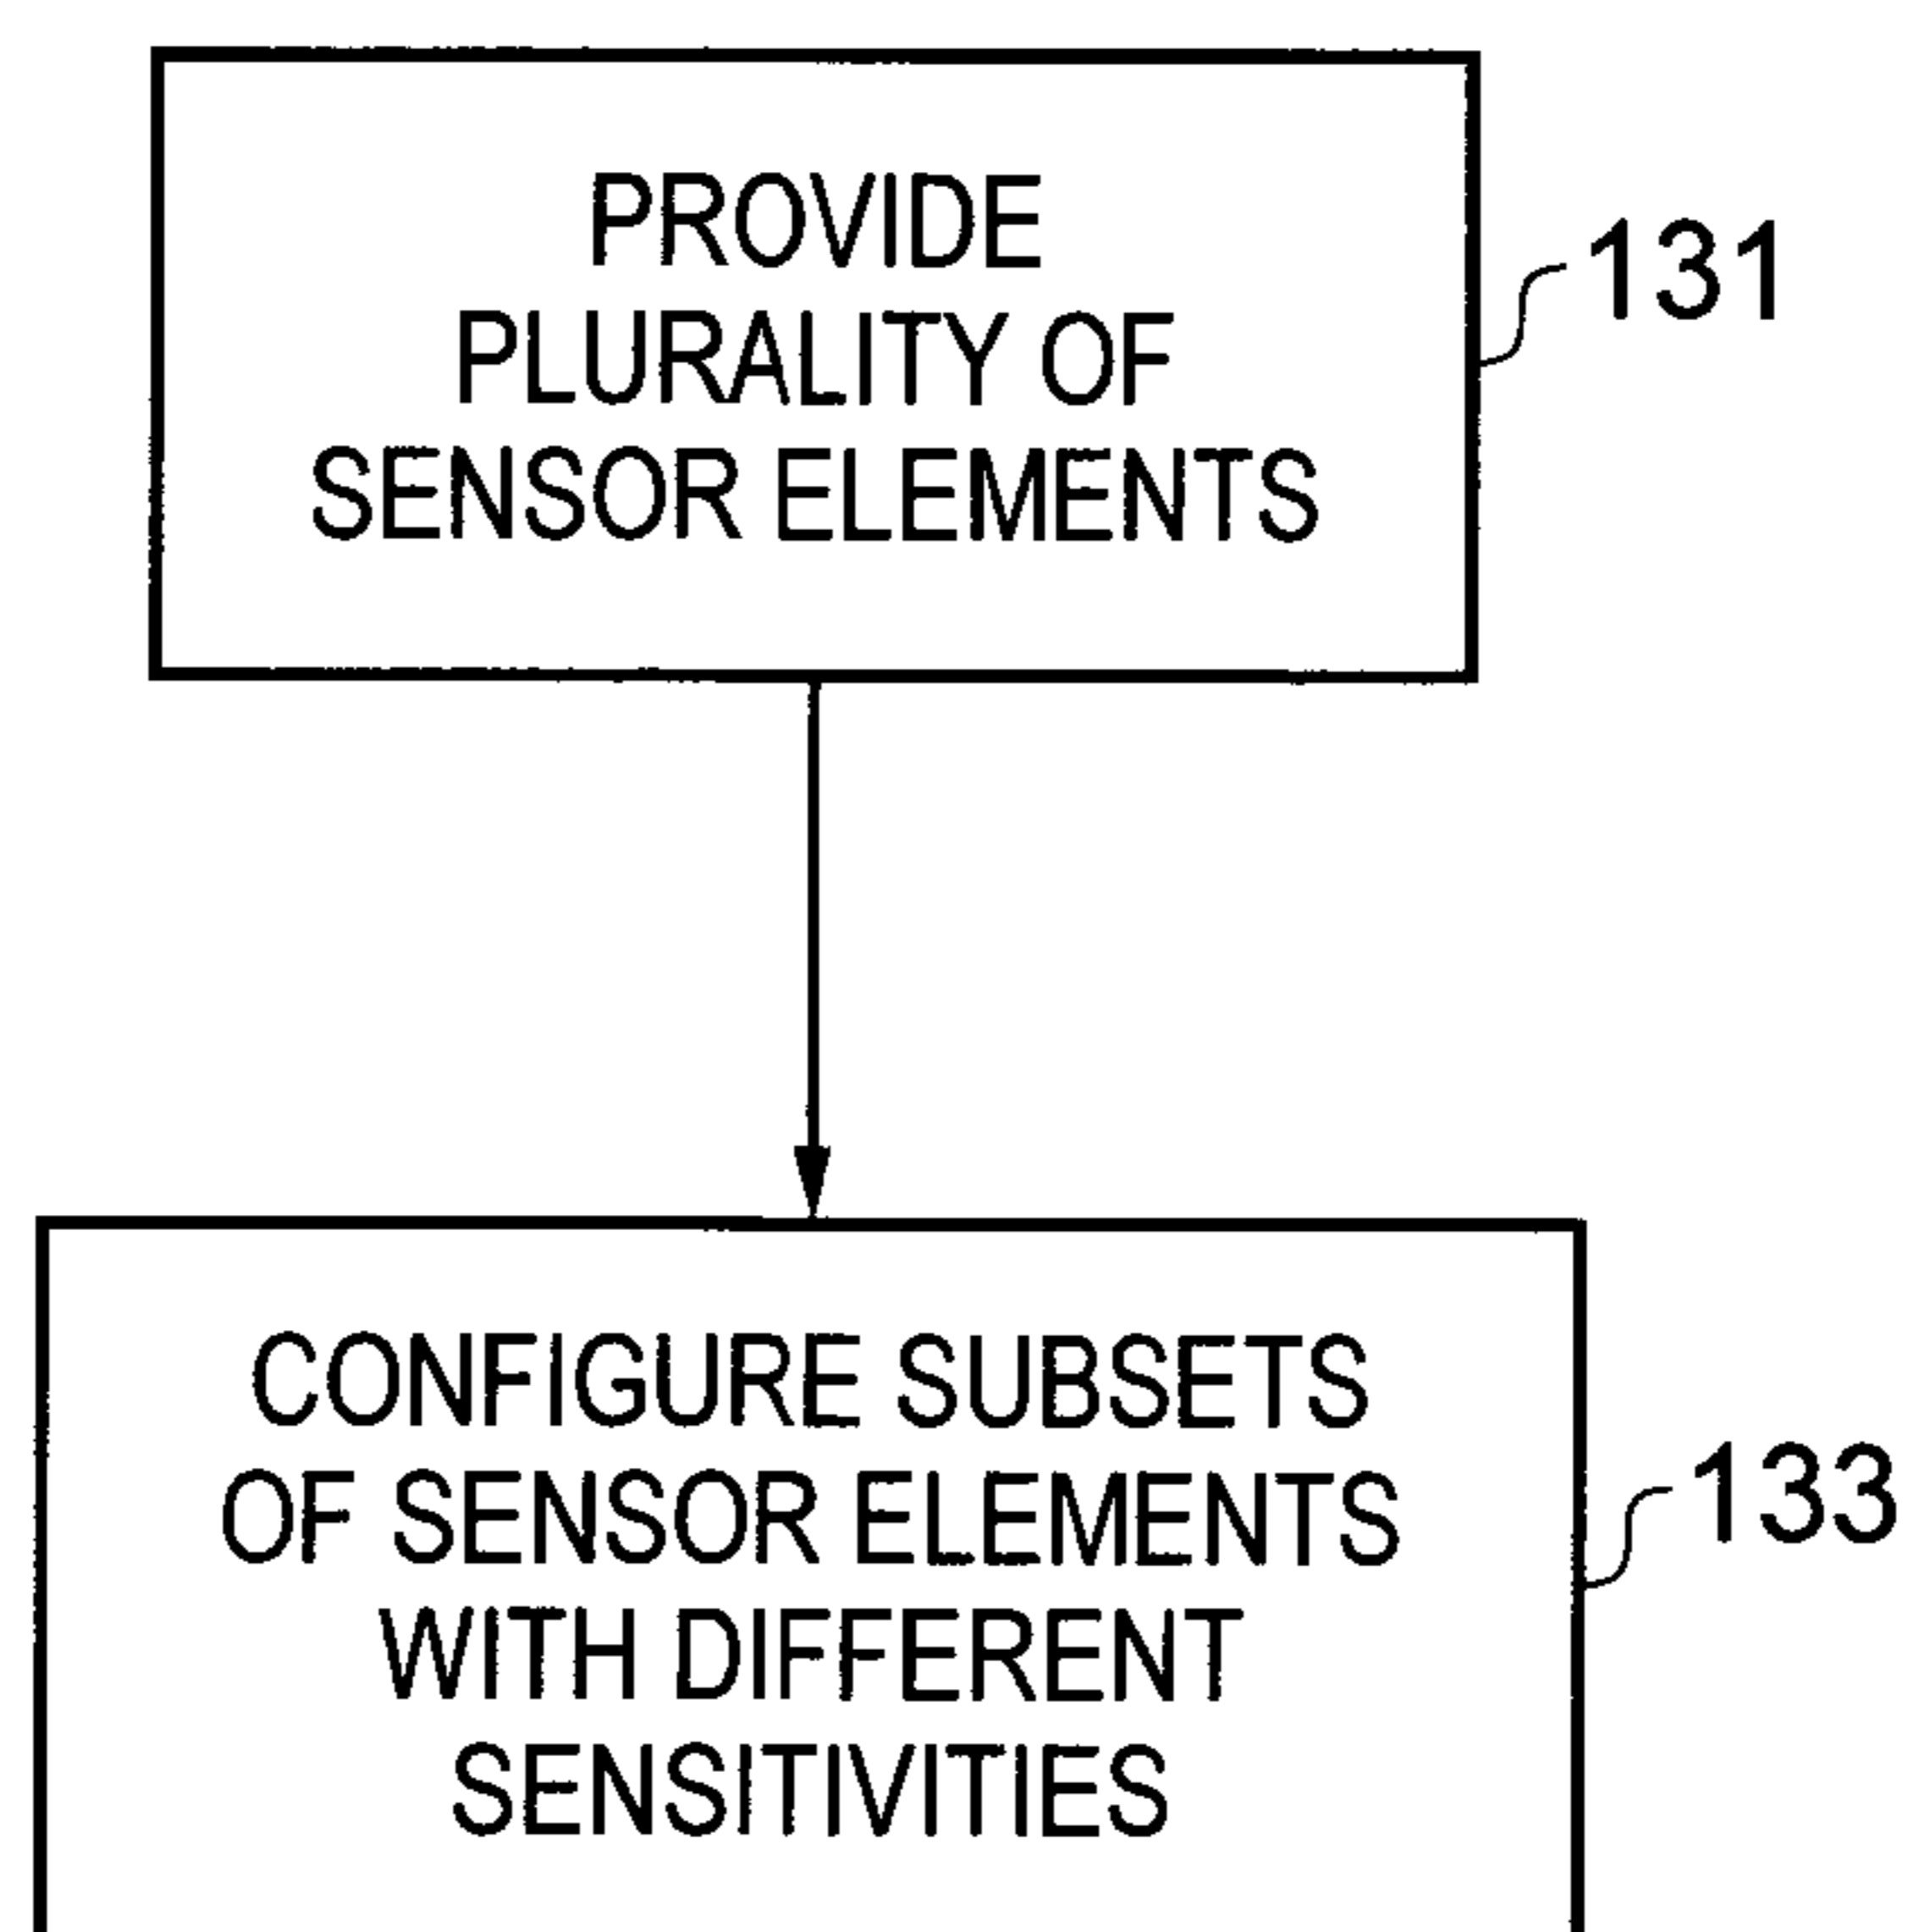 PROVIDE
PLURALITY OF
SENSOR ELEMENTS
131
CONFIGURE SUBSETS
OF SENSOR ELEMENTS
WITH DIFFERENT
SENSITIVITIES
133